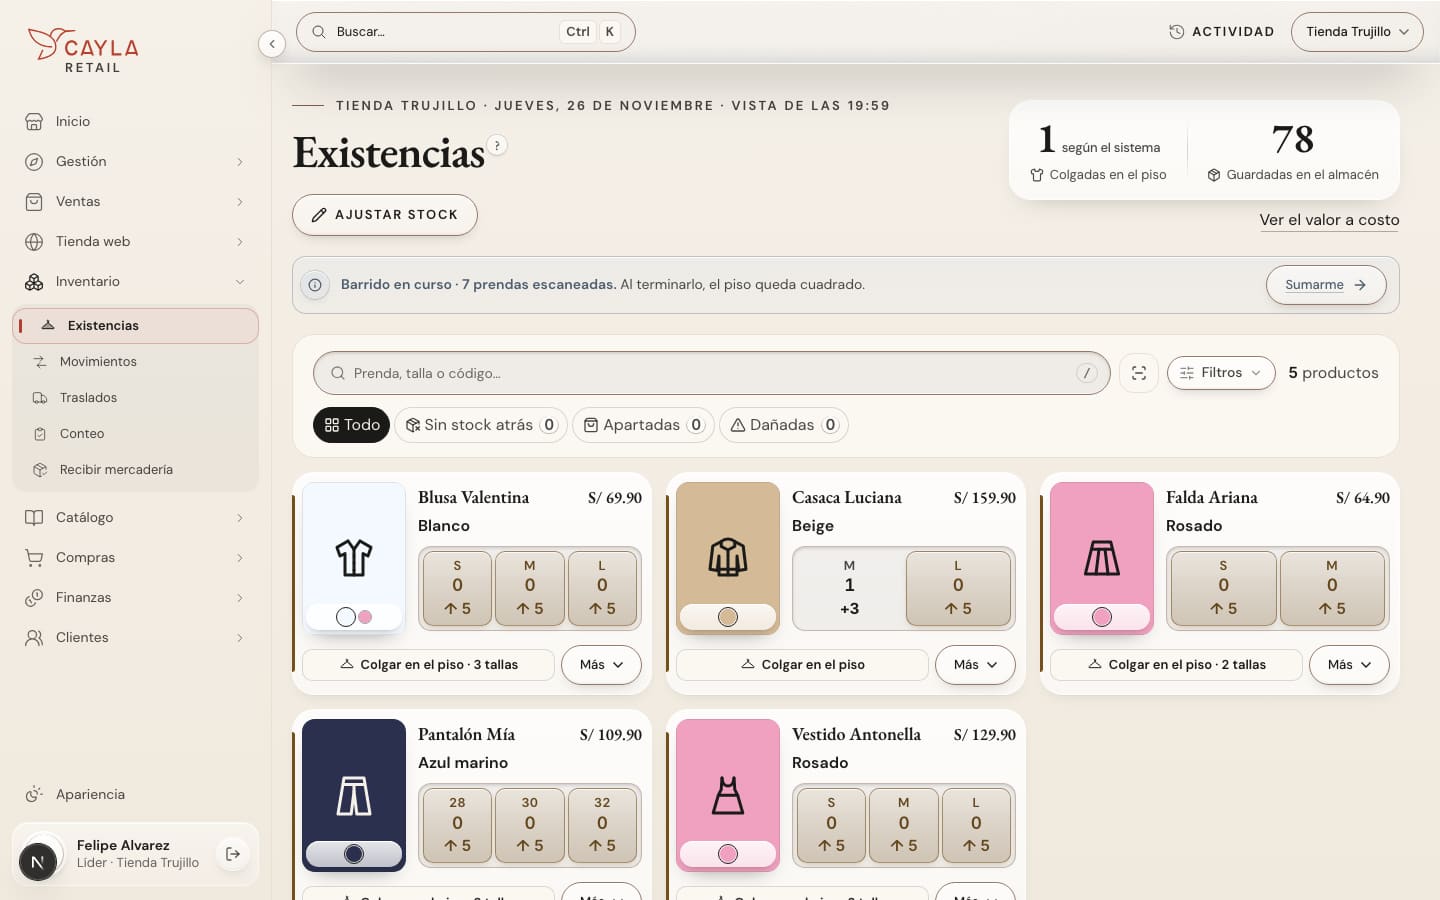 CAYLA
RETAIL
Inicio
Gestión
Ventas
Tienda web
Inventario
Existencias
Movimientos
Traslados
Conteo
Recibir mercadería
Catálogo
Compras
Finanzas
Clientes
Apariencia
N
Felipe Alvarez
Líder · Tienda Trujillo
Buscar...
Ctrl K
ACTIVIDAD
Tienda Trujillo
TIENDA TRUJILLO · JUEVES, 26 DE NOVIEMBRE · VISTA DE LAS 19:59
Existencias ?
AJUSTAR STOCK
1 según el sistema
Colgadas en el piso
78
Guardadas en el almacén
Ver el valor a costo
Barrido en curso · 7 prendas escaneadas. Al terminarlo, el piso queda cuadrado.
Sumarme →
Prenda, talla o código... /
Filtros
5 productos
Todo
Sin stock atrás 0
Apartadas 0
Dañadas 0
Blusa Valentina S/ 69.90
Blanco
S M L
0 0 0
↑ 5 ↑ 5 ↑ 5
Colgar en el piso · 3 tallas
Más
Casaca Luciana S/ 159.90
Beige
M L
1 0
+3 ↑ 5
Colgar en el piso
Más
Falda Ariana S/ 64.90
Rosado
S M
0 0
↑ 5 ↑ 5
Colgar en el piso · 2 tallas
Más
Pantalón Mía S/ 109.90
Azul marino
28 30 32
0 0 0
↑ 5 ↑ 5 ↑ 5
Vestido Antonella S/ 129.90
Rosado
S M L
0 0 0
↑ 5 ↑ 5 ↑ 5